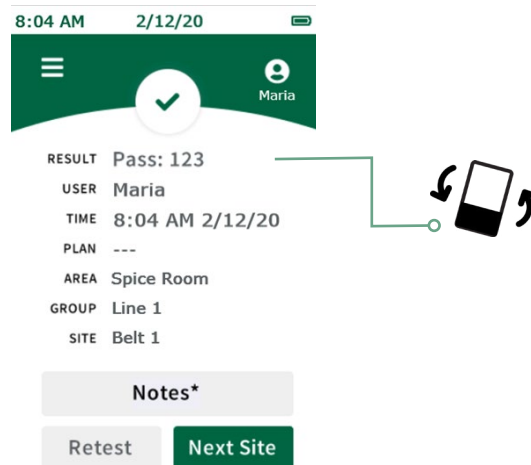 8:04 AM 2/12/20
Maria
RESULT Pass: 123
USER Maria
TIME 8:04 AM 2/12/20
PLAN ---
AREA Spice Room
GROUP Line 1
SITE Belt 1
Notes*
Retest Next Site